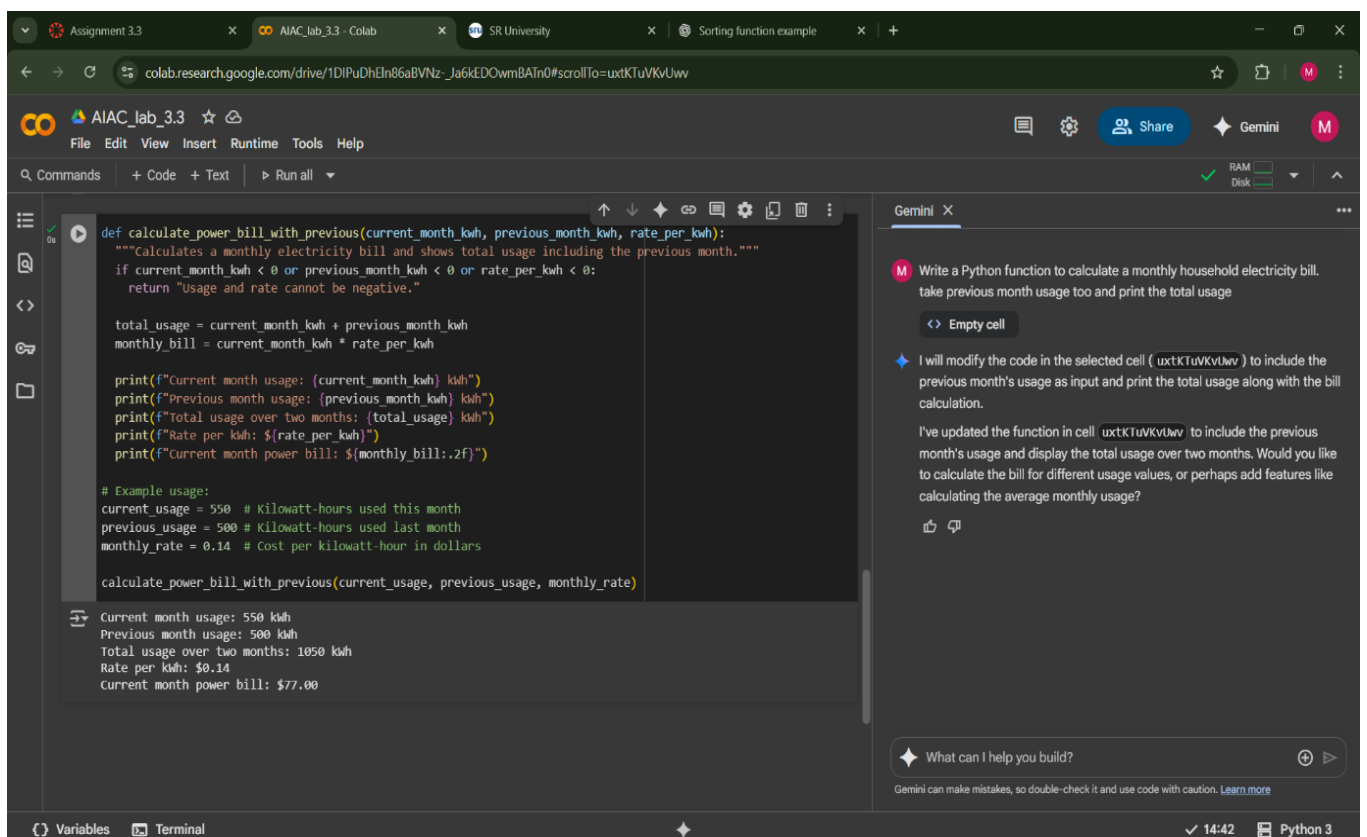 Assignment 3.3
AIAC_lab_3.3 - Colab
sru SR University
Sorting function example
colab.research.google.com/drive/1DIPuDhEln86aBVNz-_Ja6kEDOwmBATn0#scrollTo=uxtKTuVKvUwv
M
AIAC_lab_3.3
File Edit View Insert Runtime Tools Help
Share
Gemini
M
Commands + Code + Text Run all
RAM
Disk
Gemini
0s
def calculate_power_bill_with_previous(current_month_kwh, previous_month_kwh, rate_per_kwh):
"""Calculates a monthly electricity bill and shows total usage including the previous month."""
if current_month_kwh < 0 or previous_month_kwh < 0 or rate_per_kwh < 0:
return "Usage and rate cannot be negative."
total_usage = current_month_kwh + previous_month_kwh
monthly_bill = current_month_kwh * rate_per_kwh
print(f"Current month usage: {current_month_kwh} kWh")
print(f"Previous month usage: {previous_month_kwh} kWh")
print(f"Total usage over two months: {total_usage} kWh")
print(f"Rate per kWh: ${rate_per_kwh}")
print(f"Current month power bill: ${monthly_bill:.2f}")
# Example usage:
current_usage = 550 # Kilowatt-hours used this month
previous_usage = 500 # Kilowatt-hours used last month
monthly_rate = 0.14 # Cost per kilowatt-hour in dollars
calculate_power_bill_with_previous(current_usage, previous_usage, monthly_rate)
Current month usage: 550 kWh
Previous month usage: 500 kWh
Total usage over two months: 1050 kWh
Rate per kWh: $0.14
Current month power bill: $77.00
M
Write a Python function to calculate a monthly household electricity bill.
take previous month usage too and print the total usage
<> Empty cell
I will modify the code in the selected cell ( uxtKTuVKvUwv ) to include the
previous month's usage as input and print the total usage along with the bill
calculation.
I've updated the function in cell uxtKTuVKvUwv to include the previous
month's usage and display the total usage over two months. Would you like
to calculate the bill for different usage values, or perhaps add features like
calculating the average monthly usage?
What can I help you build?
Gemini can make mistakes, so double-check it and use code with caution. Learn more
{} Variables Terminal
14:42 Python 3